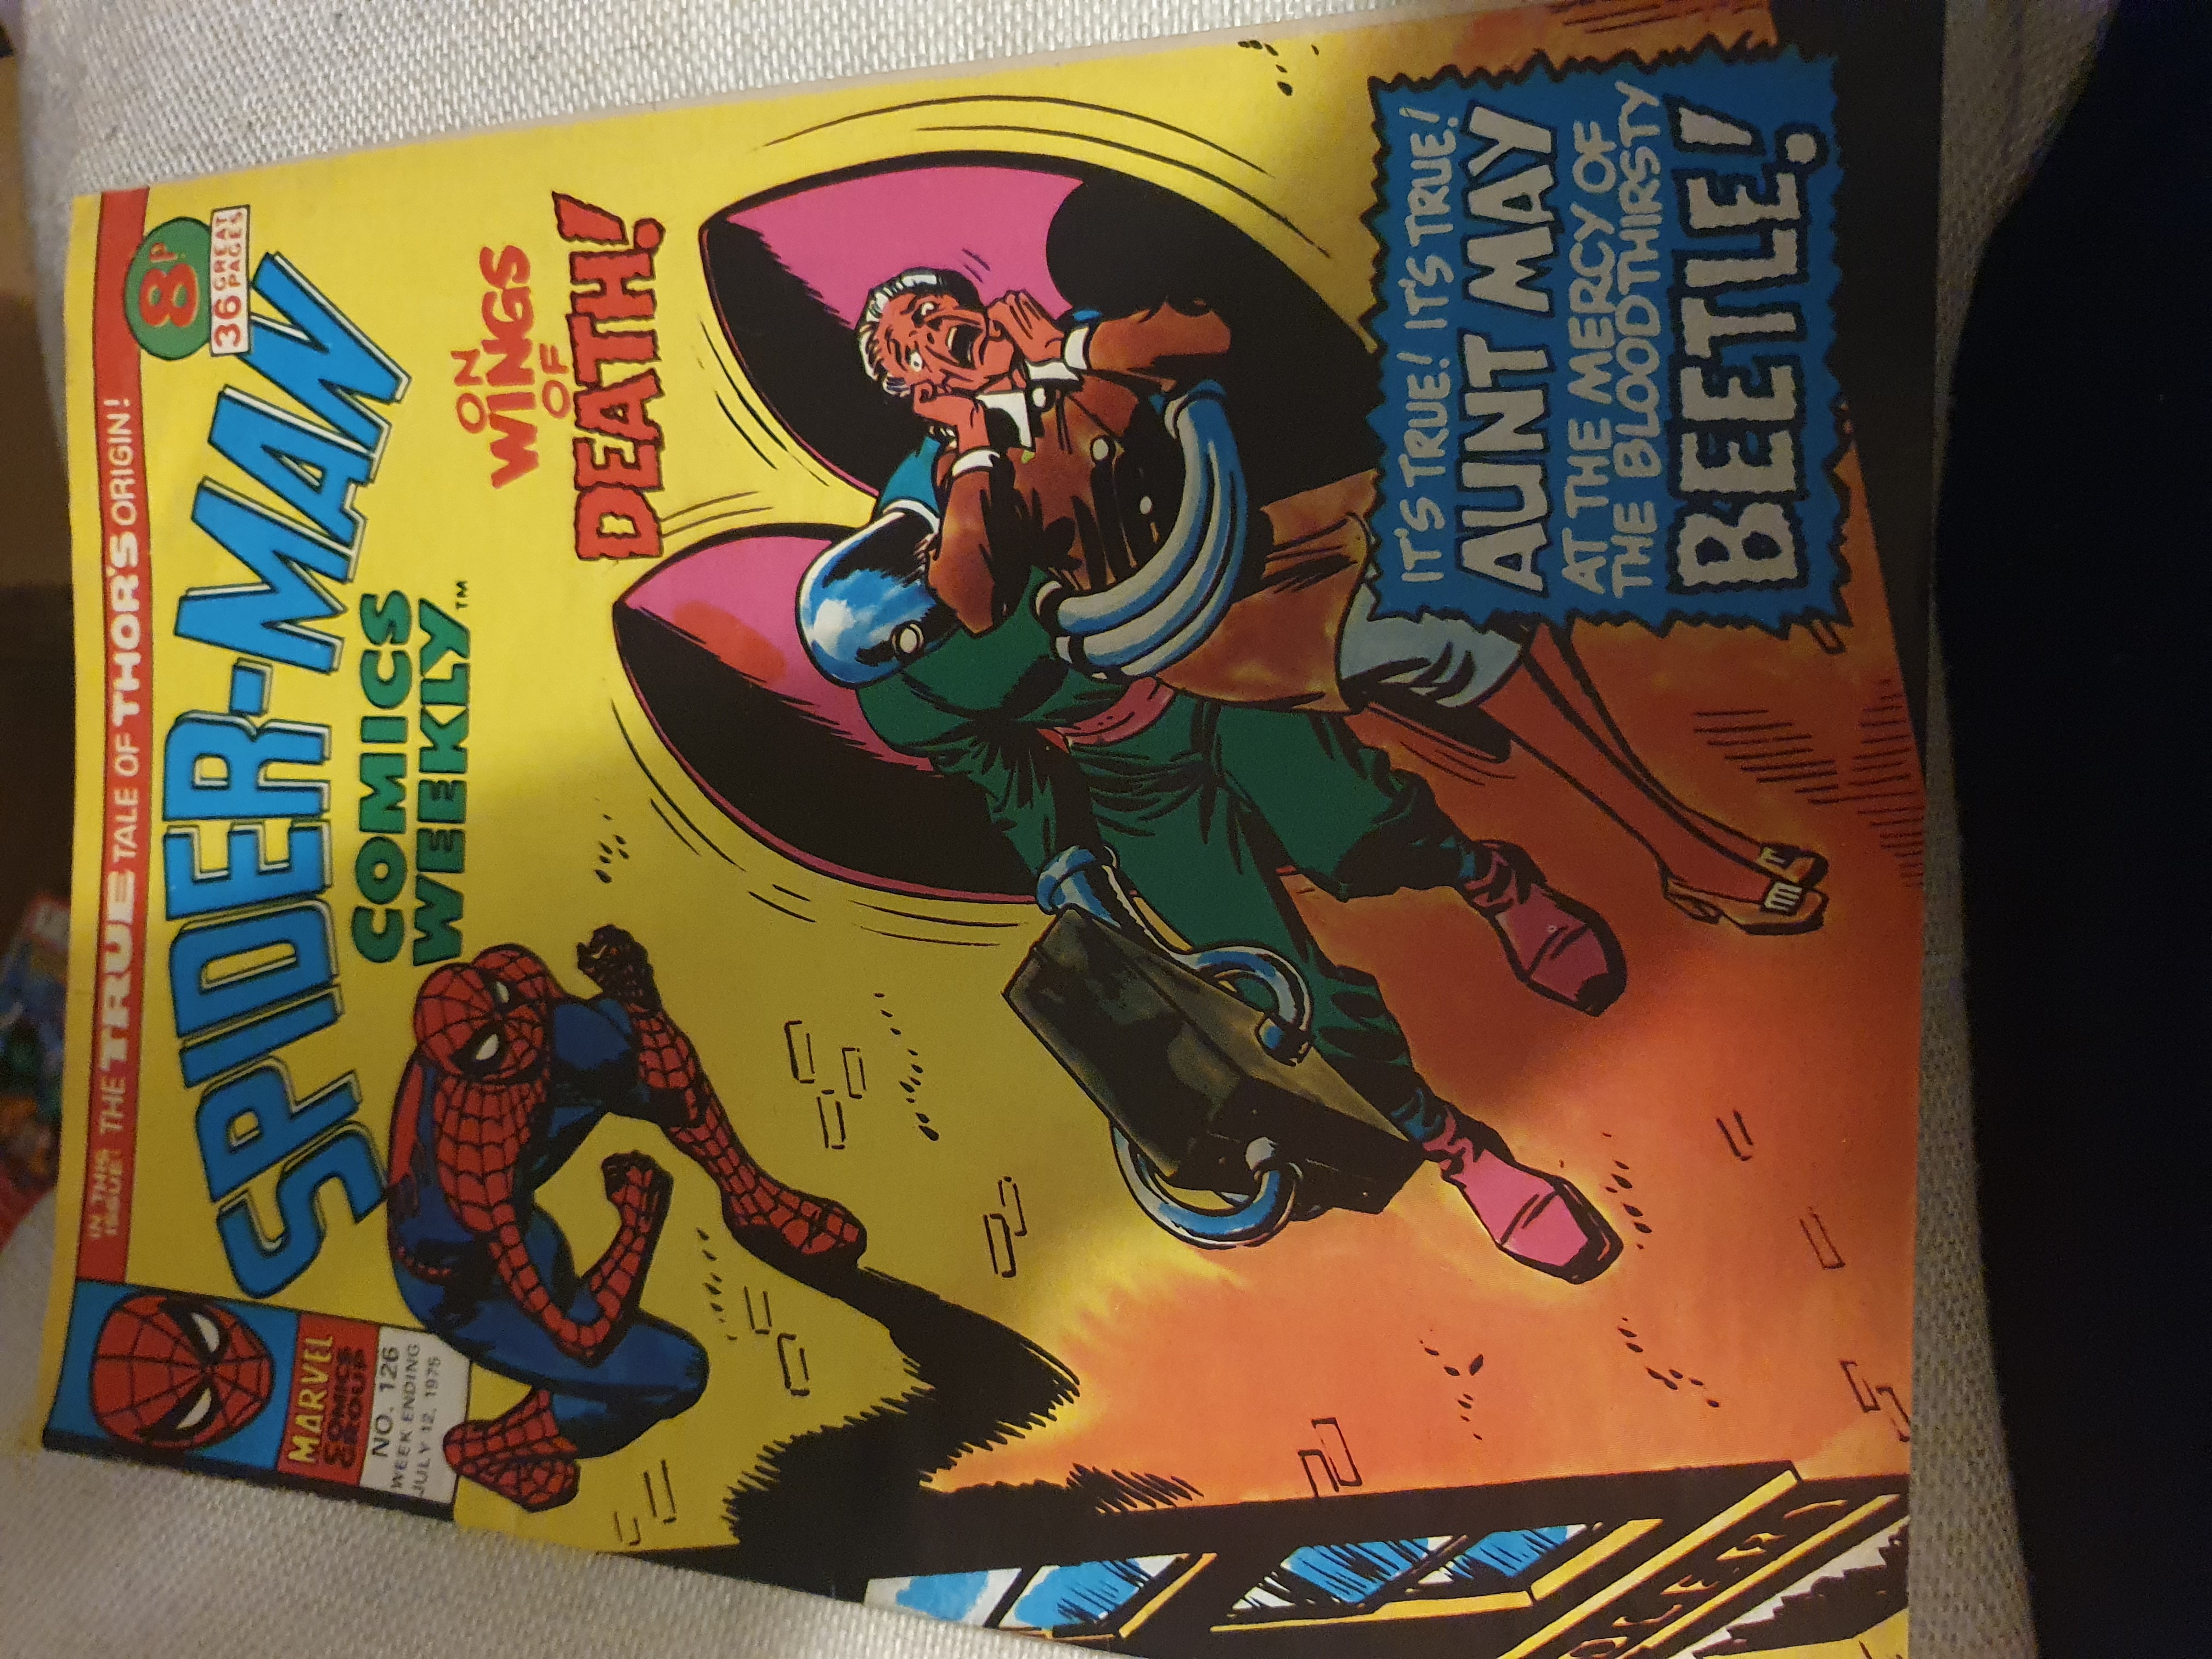 IN THIS
ISSUE: THE TRUE TALE OF THOR'S ORIGIN!
8P
36 GREAT
PAGES
MARVEL
COMICS
GROUP
NO. 126
WEEK ENDING
JULY 12, 1975
SPIDER-MAN
COMICS
WEEKLY™
ON
WINGS
OF
DEATH!
IT'S TRUE! IT'S TRUE!
AUNT MAY
AT THE MERCY OF
THE BLOODTHIRSTY
BEETLE!